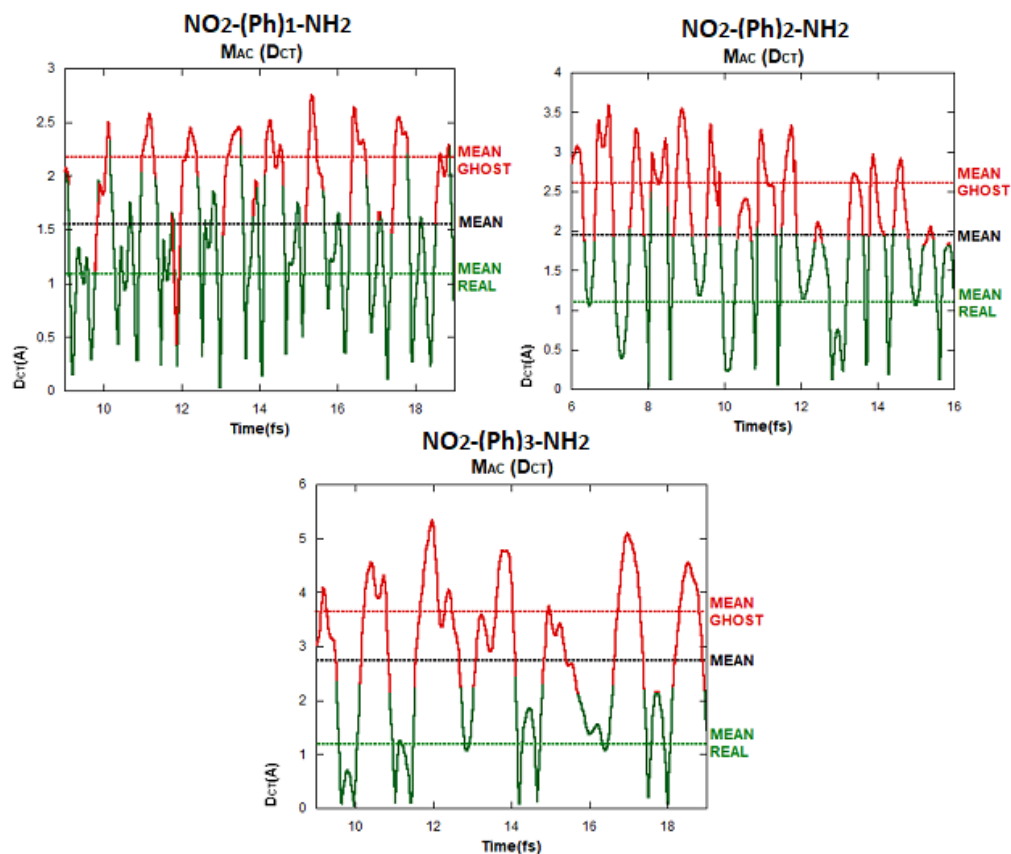 NO2-(Ph)1-NH2
MAC (DCT)
3
2.5
2
1.5
1
0.5
0
MEAN
GHOST
MEAN
MEAN
REAL
DCT(A)
10 12 14 16 18
Time(fs)
NO2-(Ph)2-NH2
MAC (DCT)
4
3.5
3
2.5
2
1.5
1
0.5
0
MEAN
GHOST
MEAN
MEAN
REAL
DCT(A)
6 8 10 12 14 16
Time(fs)
NO2-(Ph)3-NH2
MAC (DCT)
6
5
4
3
2
1
0
MEAN
GHOST
MEAN
MEAN
REAL
DCT(A)
10 12 14 16 18
Time(fs)